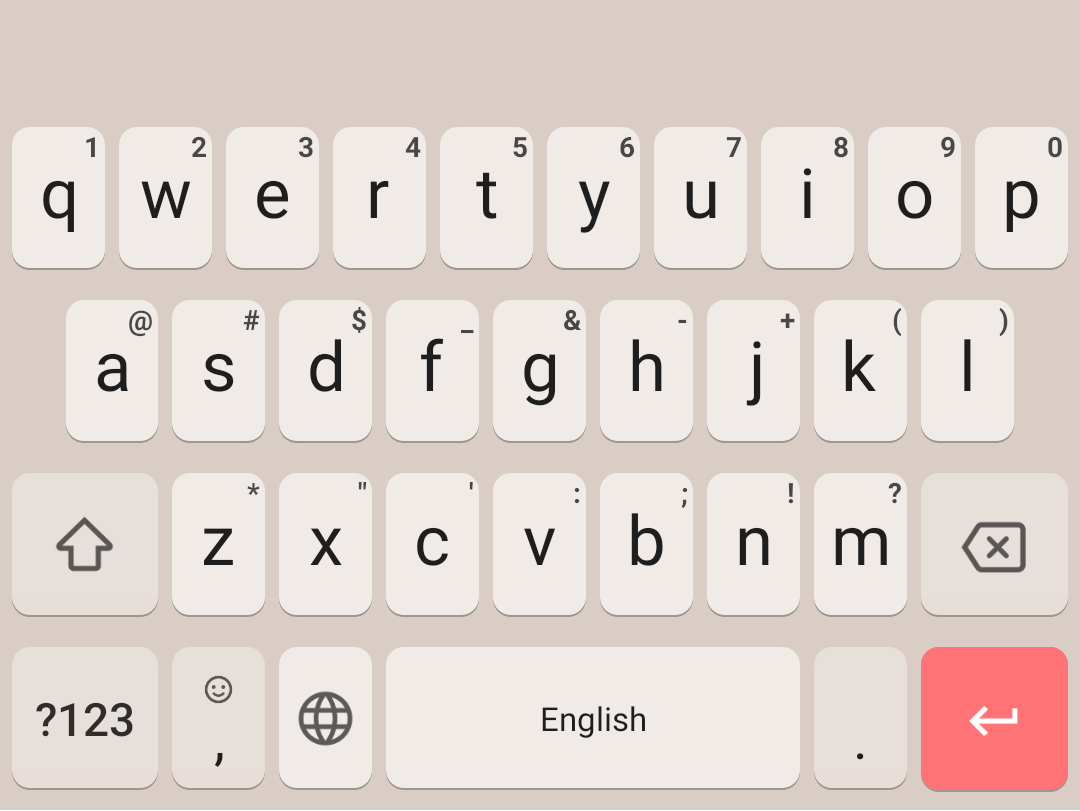 1 2 3 4 5 6 7 8 9 0
q w e r t y u i o p
@ # $ _ & - + ( )
a s d f g h j k l
* " ' : ; ! ?
z x c v b n m
?123 , English .